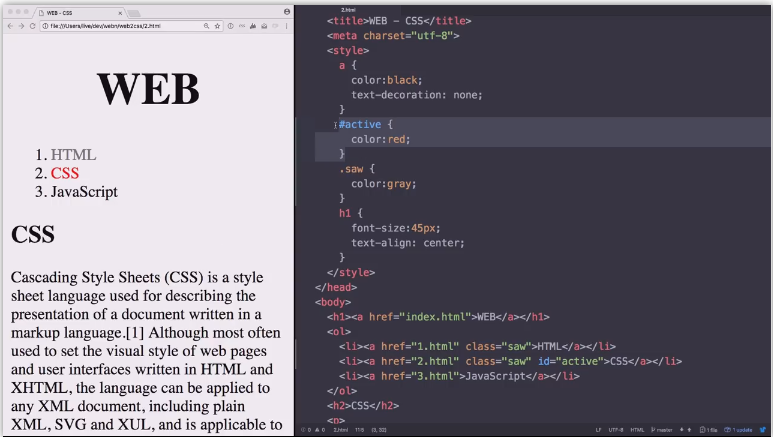 WEB - CSS
file:///Users/live/dev/webn/web2css/2.html
WEB
1. HTML
2. CSS
3. JavaScript
CSS
Cascading Style Sheets (CSS) is a style
sheet language used for describing the
presentation of a document written in a
markup language.[1] Although most often
used to set the visual style of web pages
and user interfaces written in HTML and
XHTML, the language can be applied to
any XML document, including plain
XML, SVG and XUL, and is applicable to
2.html
<title>WEB - CSS</title>
<meta charset="utf-8">
<style>
a {
color:black;
text-decoration: none;
}
#active {
color:red;
}
.saw {
color:gray;
}
h1 {
font-size:45px;
text-align: center;
}
</style>
</head>
<body>
<h1><a href="index.html">WEB</a></h1>
<ol>
<li><a href="1.html" class="saw">HTML</a></li>
<li><a href="2.html" class="saw" id="active">CSS</a></li>
<li><a href="3.html">JavaScript</a></li>
</ol>
<h2>CSS</h2>
<p>
0 0 2.html (3, 32) LF UTF-8 HTML master 1 file 1 update